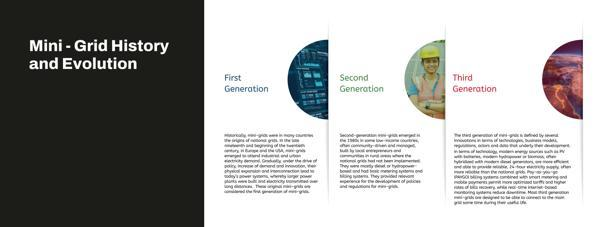 Mini - Grid History
and Evolution
First
Generation
Historically, mini-grids were in many countries
the origins of national grids. In the late
nineteenth and beginning of the twentieth
century, in Europe and the USA, mini-grids
emerged to attend industrial and urban
electricity demand. Gradually, under the drive of
policy, increase of demand and innovation, their
physical expansion and interconnection lead to
today's power systems, whereby larger power
plants were built and electricity transmitted over
long distances. These original mini-grids are
considered the first generation of mini-grids.
Second
Generation
Second-generation mini-grids emerged in
the 1980s in some low-income countries,
often community-driven and managed,
built by local entrepreneurs and
communities in rural areas where the
national grids had not been implemented.
They were mostly diesel or hydropower-
based and had basic metering systems and
billing systems. They provided relevant
experience for the development of policies
and regulations for mini-grids.
Third
Generation
The third generation of mini-grids is defined by several
innovations in terms of technologies, business models,
regulations, actors and data that underly their development.
In terms of technology, modern energy sources such as PV
with batteries, modern hydropower or biomass, often
hybridized with modern diesel generators, are more efficient
and able to provide reliable, 24-hour electricity supply, often
more reliable than the national grids. Pay-as-you-go
(PAYGO) billing systems combined with smart metering and
mobile payments permit more optimized tariffs and higher
rates of bills recovery, while real-time internet-based
monitoring systems reduce downtime. Most third generation
mini-grids are designed to be able to connect to the main
grid some time during their useful life.